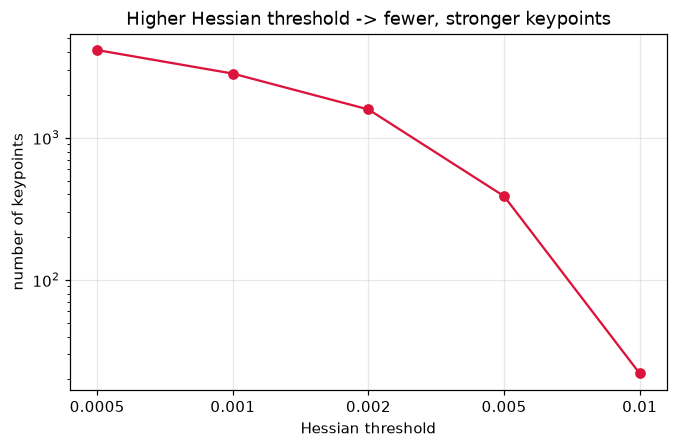 Higher Hessian threshold -> fewer, stronger keypoints
number of keypoints
10³
10²
0.0005 0.001 0.002 0.005 0.01
Hessian threshold